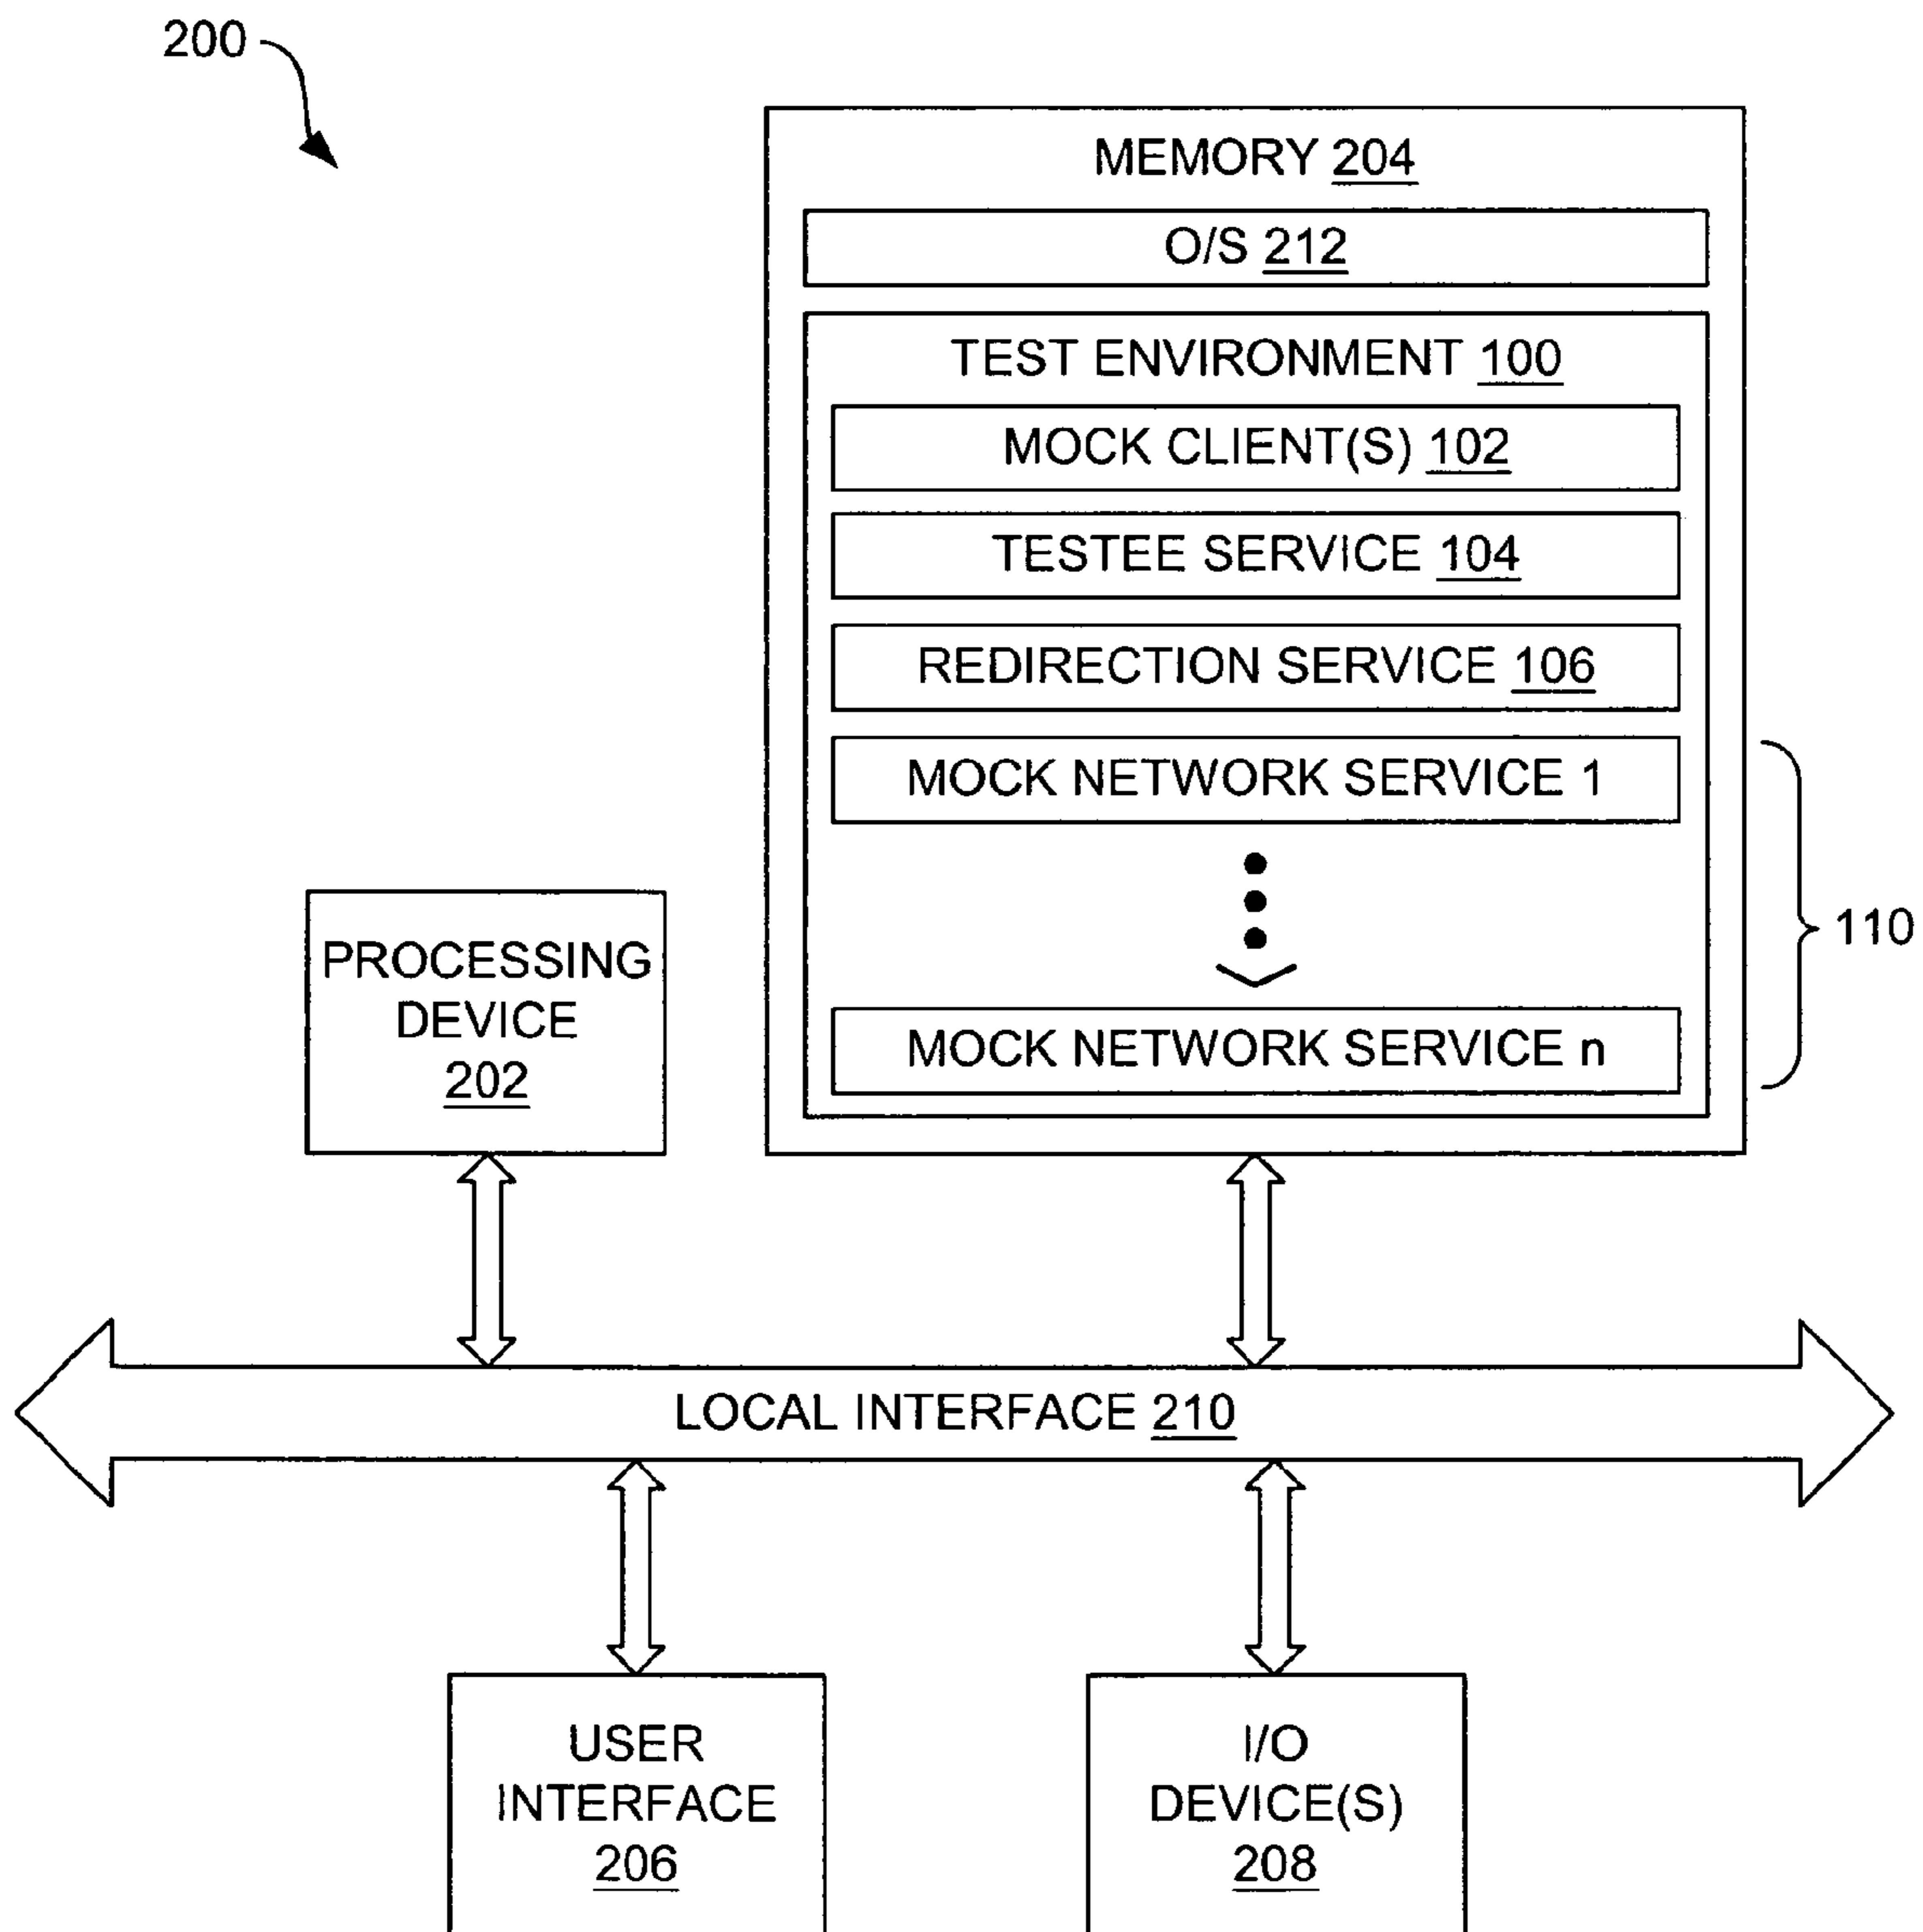 200
MEMORY 204
O/S 212
TEST ENVIRONMENT 100
MOCK CLIENT(S) 102
TESTEE SERVICE 104
REDIRECTION SERVICE 106
MOCK NETWORK SERVICE 1
110
MOCK NETWORK SERVICE n
PROCESSING
DEVICE
202
LOCAL INTERFACE 210
USER
INTERFACE
206
I/O
DEVICE(S)
208